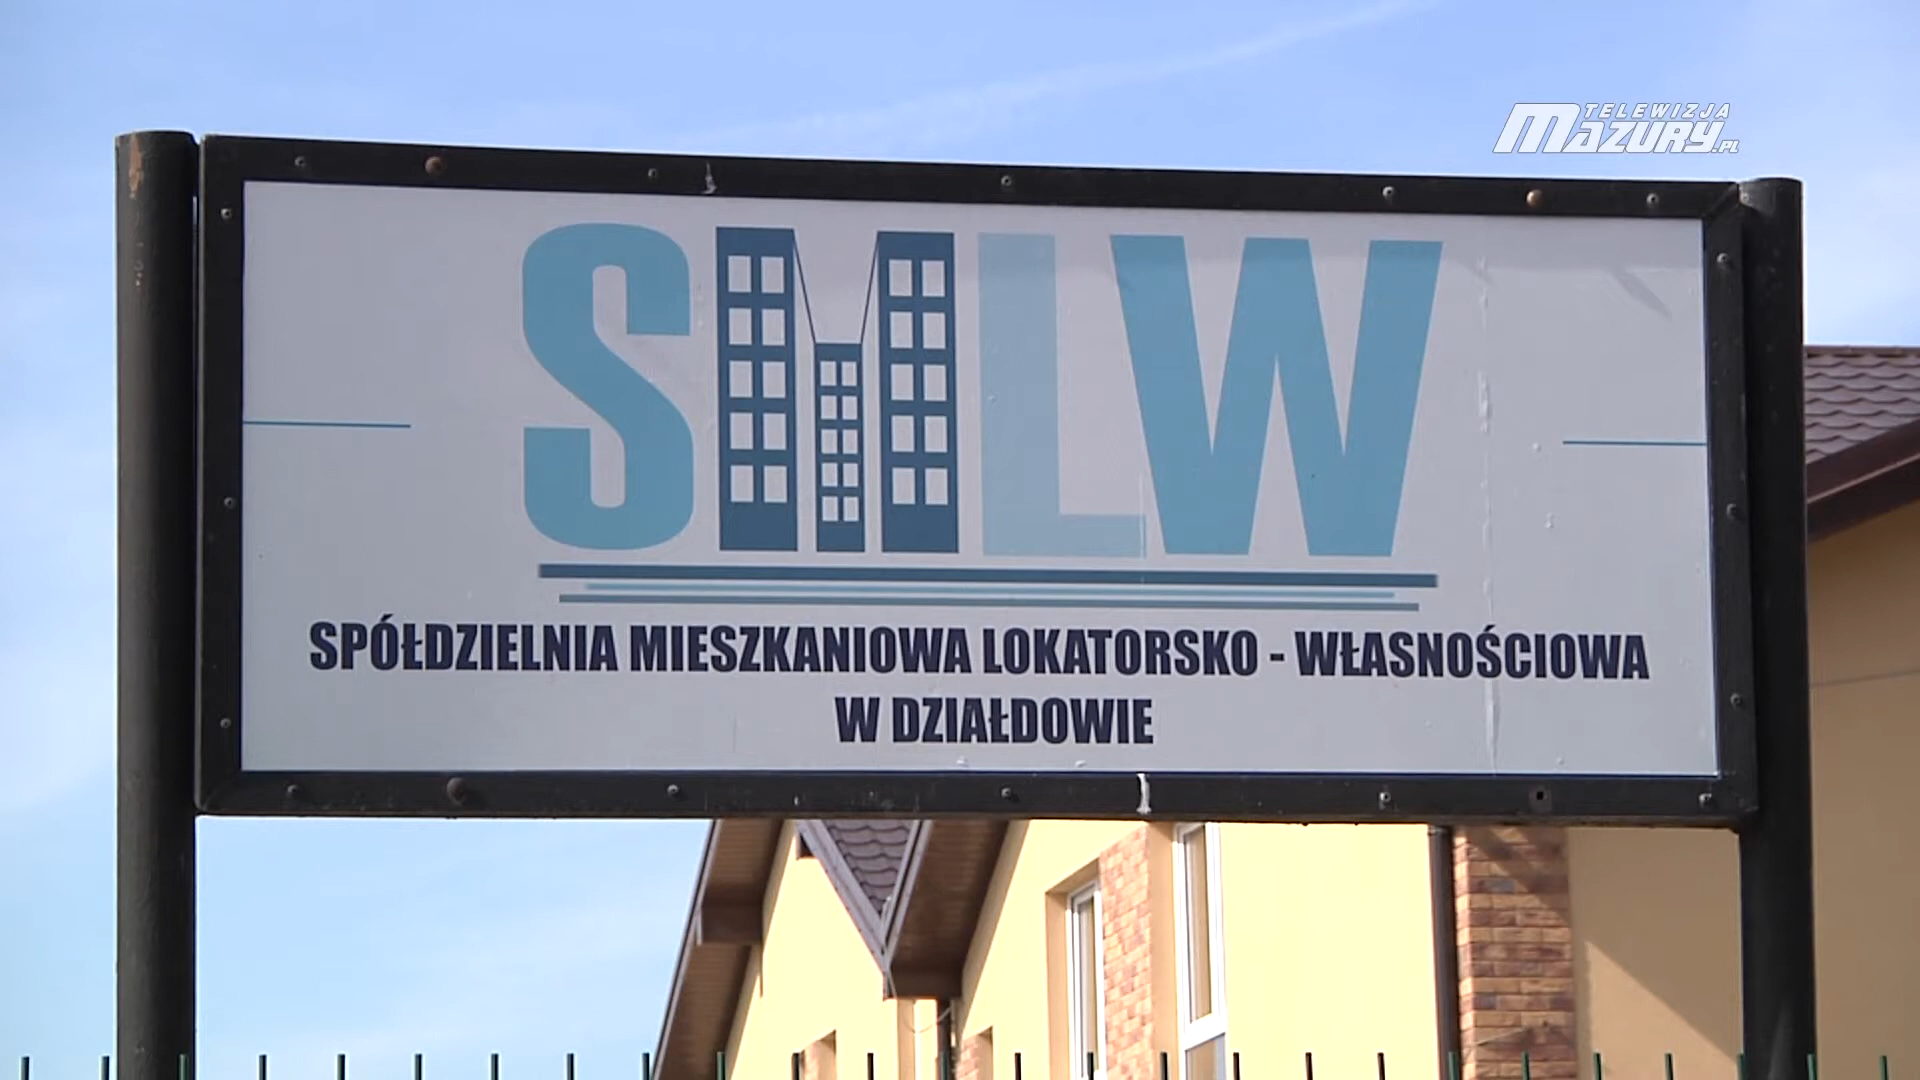 TELEWIZJA
MAZURY.PL
SMLW
SPÓŁDZIELNIA MIESZKANIOWA LOKATORSKO - WŁASNOŚCIOWA
W DZIAŁDOWIE